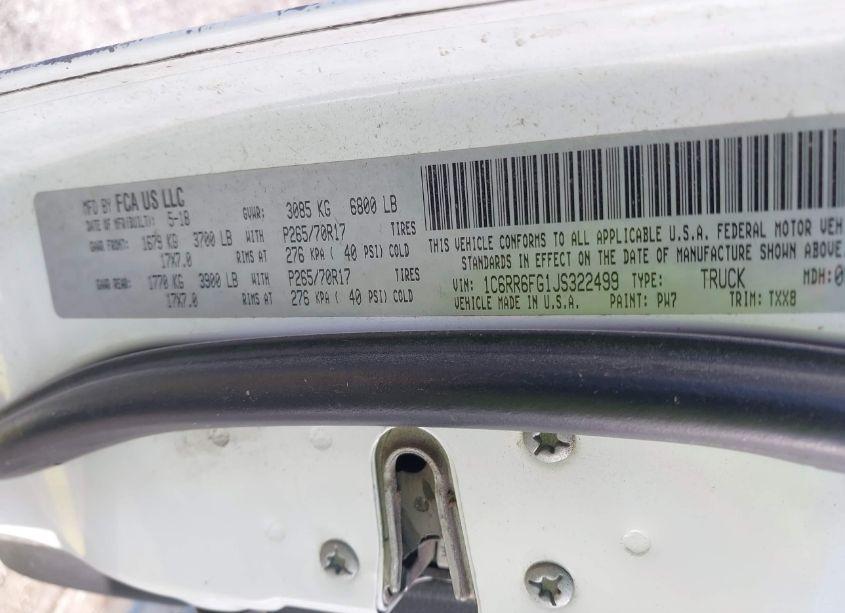 MFD BY FCA US LLC
DATE OF MFR(BUILT): 5-18 GVWR: 3085 KG 6800 LB
GAWR FRONT: 1679 KG 3700 LB WITH P265/70R17 TIRES
17X7.0 RIMS AT 276 KPA ( 40 PSI) COLD
GAWR REAR: 1770 KG 3900 LB WITH P265/70R17 TIRES
17X7.0 RIMS AT 276 KPA ( 40 PSI) COLD
THIS VEHICLE CONFORMS TO ALL APPLICABLE U.S.A. FEDERAL MOTOR VEH
STANDARDS IN EFFECT ON THE DATE OF MANUFACTURE SHOWN ABOVE.
VIN: 1C6RR6FG1JS322499 TYPE: TRUCK MDH: 0
VEHICLE MADE IN U.S.A. PAINT: PW7 TRIM: TXX8